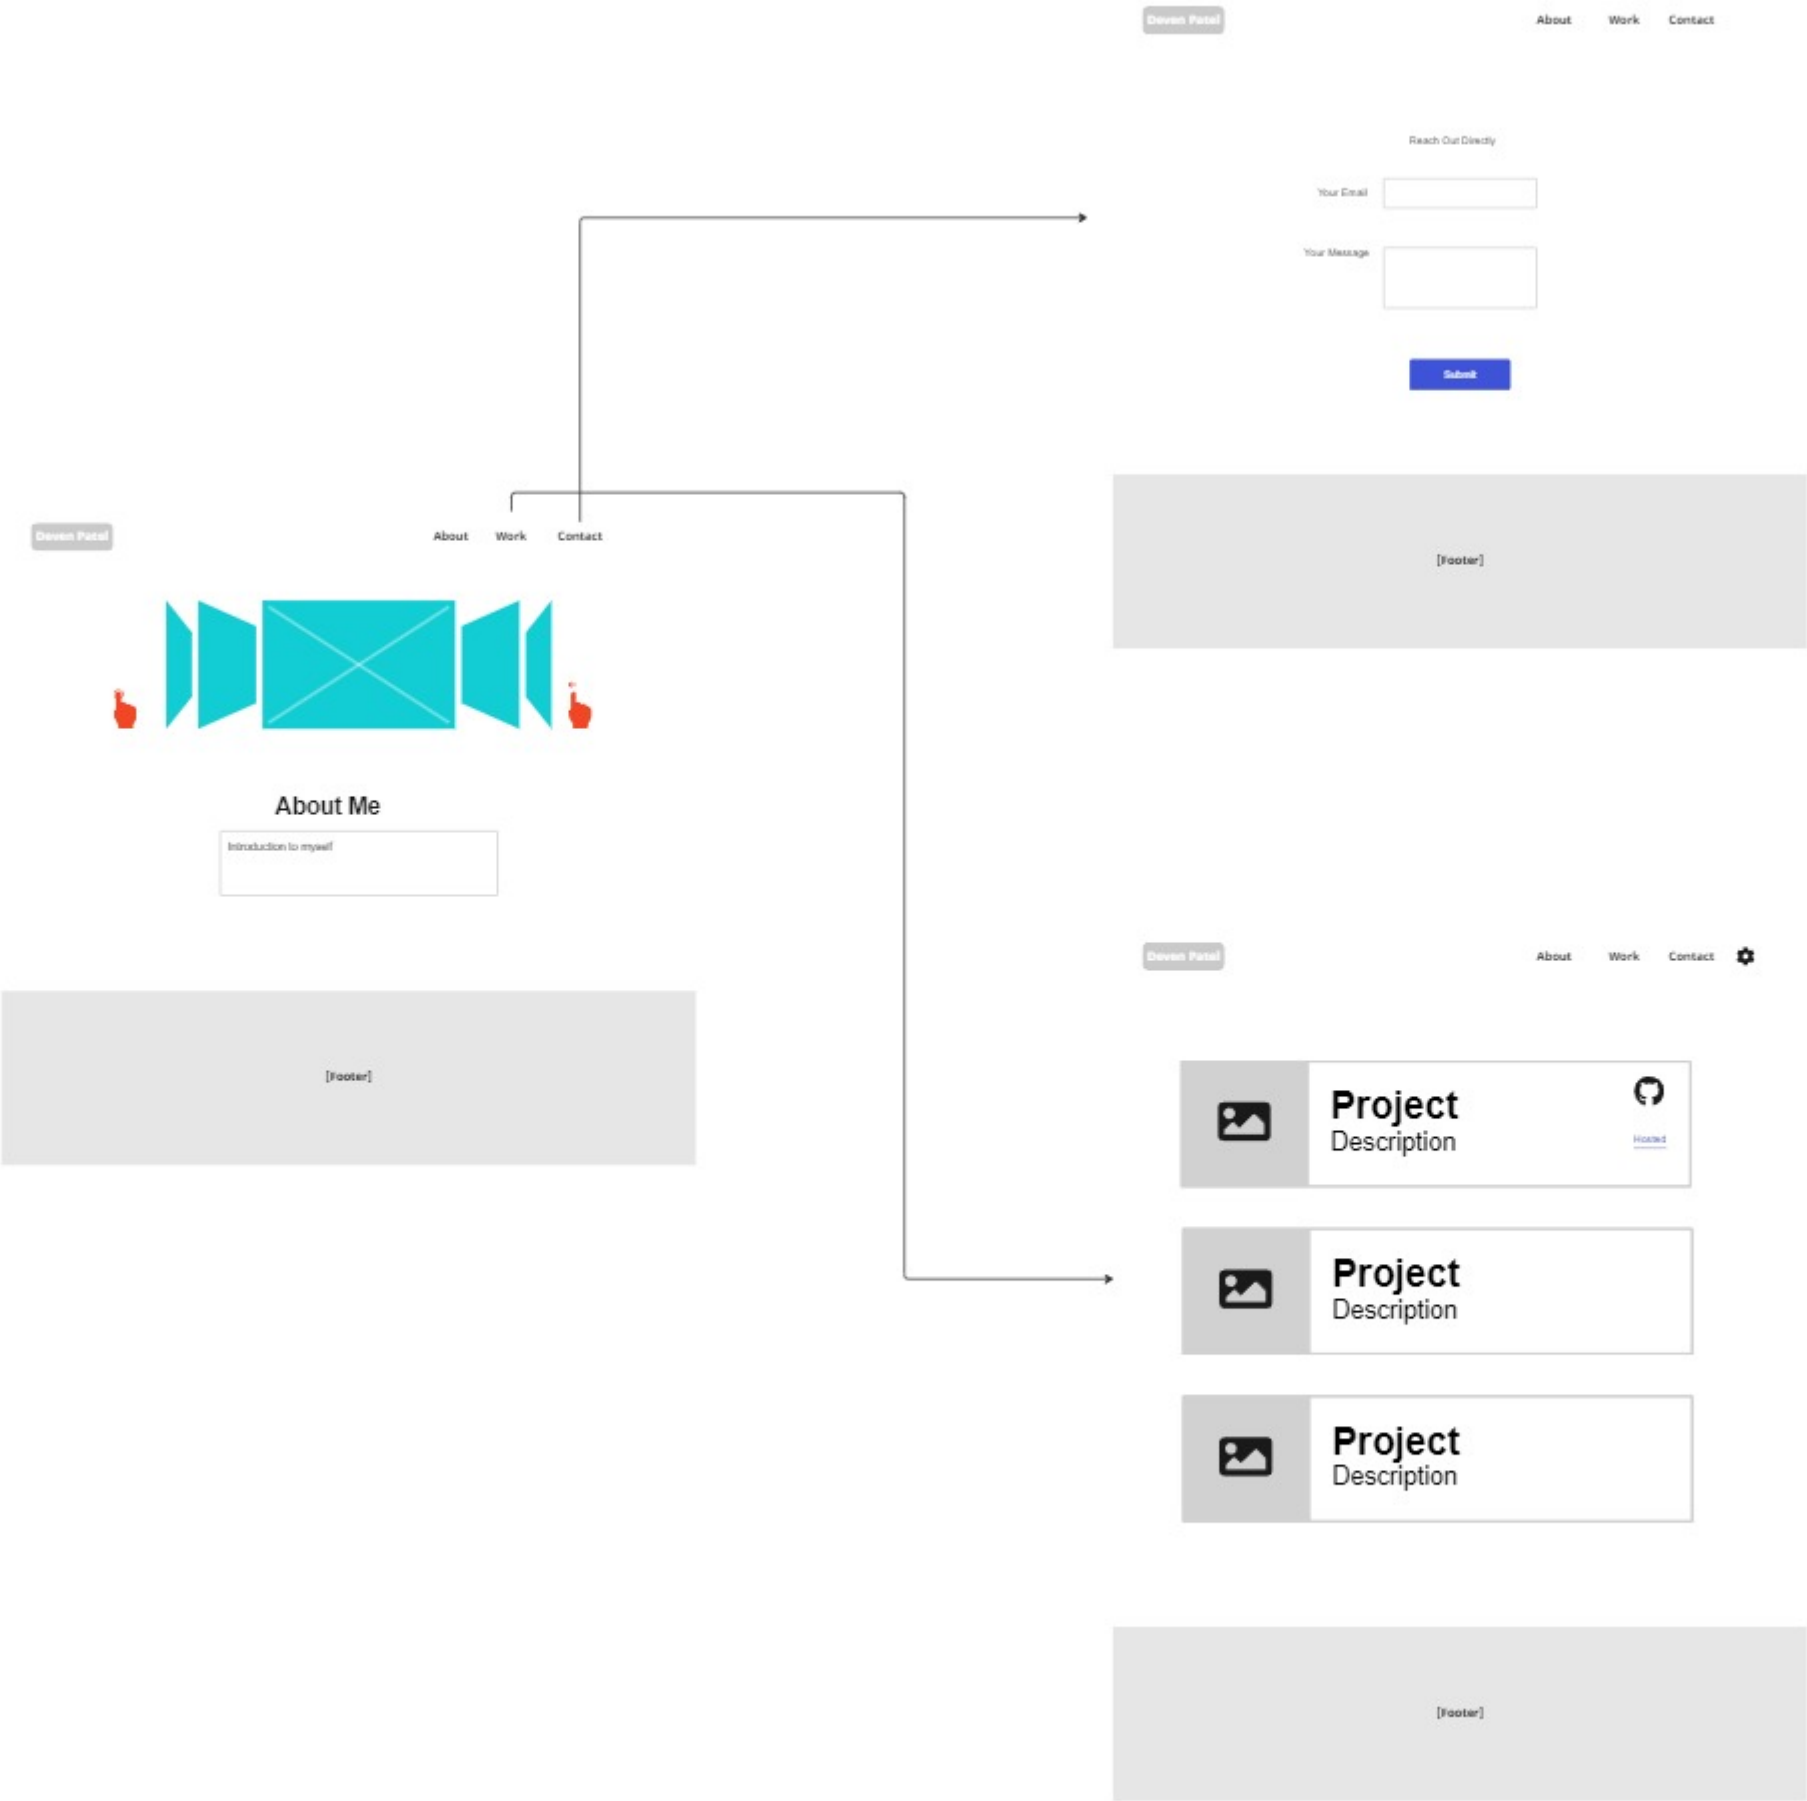 Deven Patel
About Work Contact
Reach Out Directly
Your Email
Your Message
Submit
[Footer]
Deven Patel
About Work Contact
About Me
Introduction to myself
[Footer]
Deven Patel
About Work Contact
Project
Description
Hosted
Project
Description
Project
Description
[Footer]